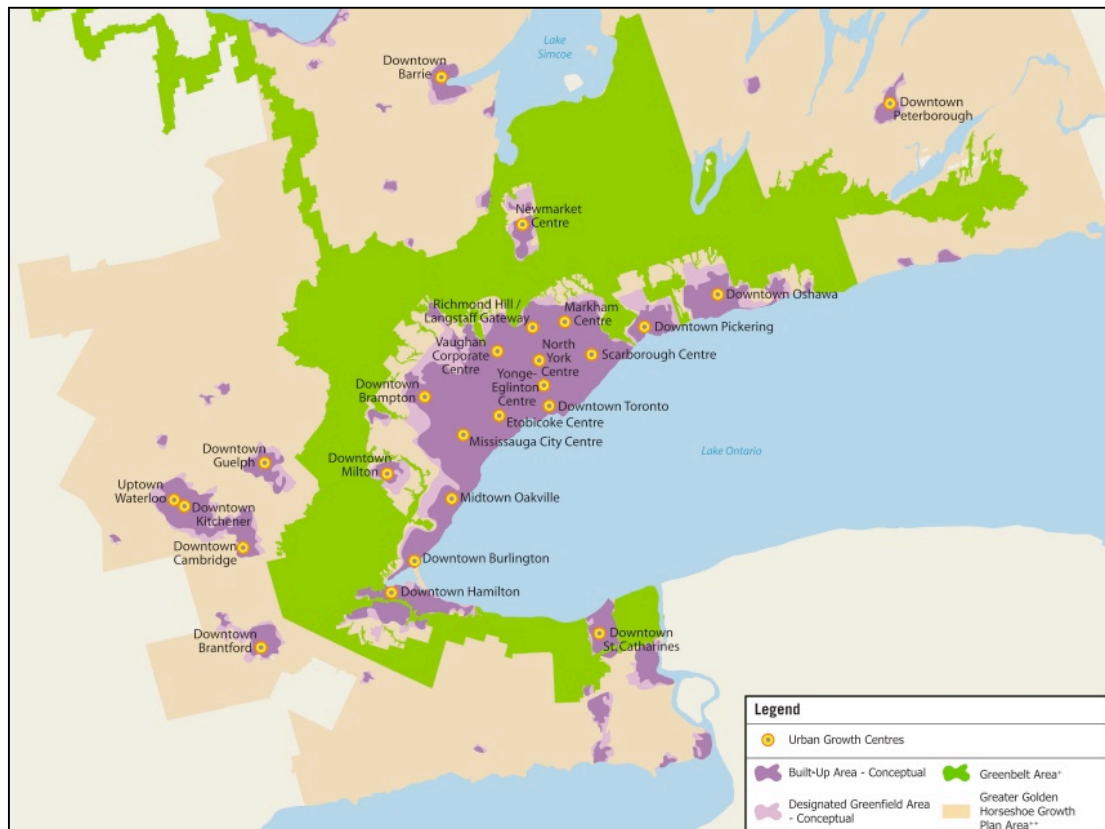 Lake
Simcoe
Downtown
Barrie
Downtown
Peterborough
Newmarket
Centre
Downtown Oshawa
Richmond Hill /
Langstaff Gateway
Markham
Centre
Downtown Pickering
Vaughan
Corporate
Centre
North
York
Centre
Scarborough Centre
Yonge-
Eglinton
Centre
Downtown
Brampton
Downtown Toronto
Etobicoke Centre
Mississauga City Centre
Lake Ontario
Downtown
Guelph
Downtown
Milton
Uptown
Waterloo
Downtown
Kitchener
Midtown Oakville
Downtown
Cambridge
Downtown Burlington
Downtown Hamilton
Downtown
Brantford
Downtown
St. Catharines
Legend
Urban Growth Centres
Built-Up Area - Conceptual
Greenbelt Area+
Designated Greenfield Area
- Conceptual
Greater Golden
Horseshoe Growth
Plan Area++